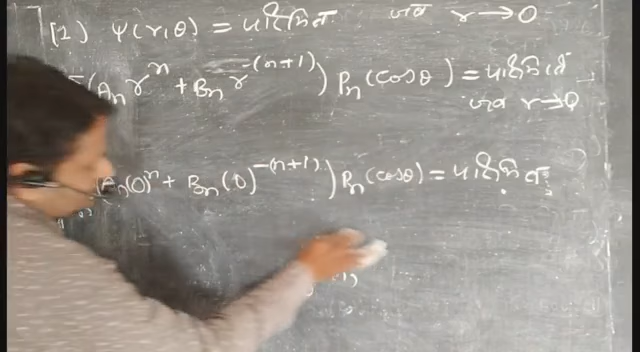 [1) ψ(r,θ) = परिमित जब r→0
(Anrⁿ + Bn r^-(n+1)) Pn(cosθ) = परिमित
जब r→0
(An(0)ⁿ + Bn(0)^-(n+1)) Pn(cosθ) = परिमित